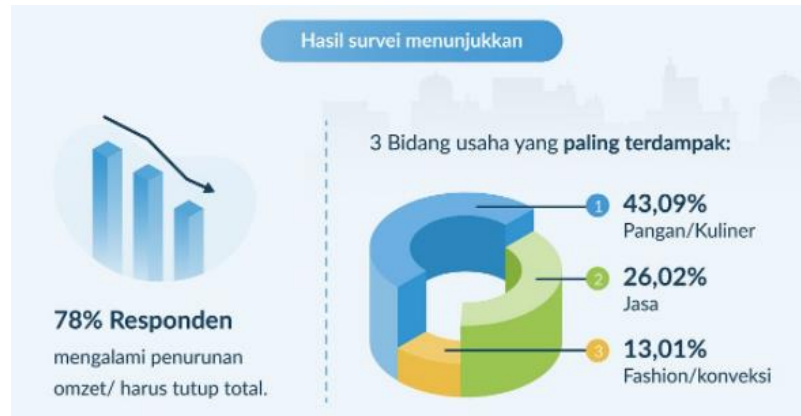 Hasil survei menunjukkan
78% Responden
mengalami penurunan
omzet/ harus tutup total.
3 Bidang usaha yang paling terdampak:
1
43,09%
Pangan/Kuliner
2
26,02%
Jasa
3
13,01%
Fashion/konveksi